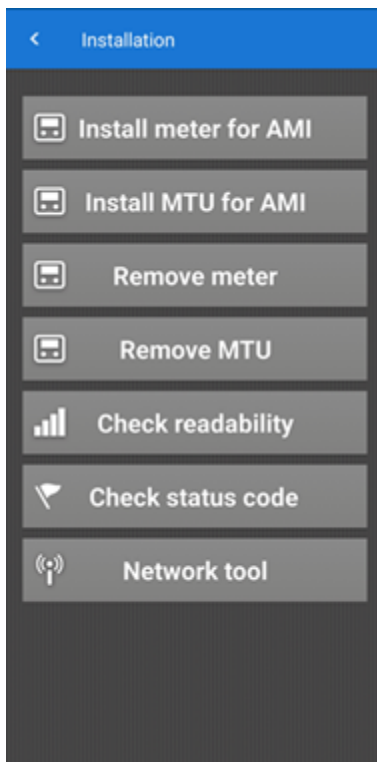 Installation
Install meter for AMI
Install MTU for AMI
Remove meter
Remove MTU
Check readability
Check status code
Network tool